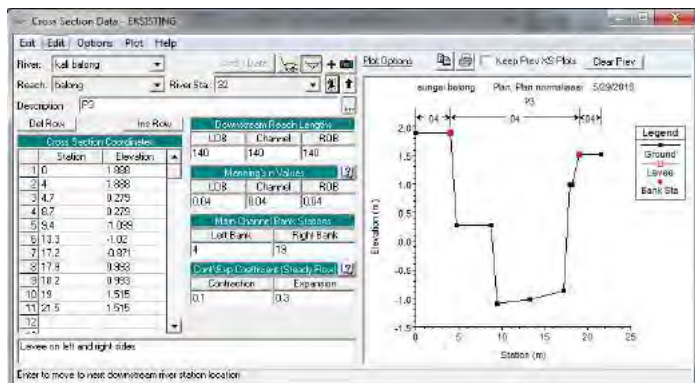 Cross Section Data - EKSISTING
Exit Edit Options Plot Help
River: kali balong
Reach: balong River Sta.: 32
Description P3
Del Row Ins Row
Cross Section Coordinates
Station Elevation
1 0 1.888
2 4 1.888
3 4.7 0.279
4 8.7 0.279
5 9.4 -1.089
6 13.3 -1.02
7 17.2 -0.871
8 17.9 0.993
9 18.2 0.993
10 19 1.515
11 21.5 1.515
12
Downstream Reach Lengths
LOB Channel ROB
140 140 140
Manning's n Values
LOB Channel ROB
0.04 0.04 0.04
Main Channel Bank Stations
Left Bank Right Bank
4 19
Cont\Exp Coefficient (Steady Flow)
Contraction Expansion
0.1 0.3
Levee on left and right sides
Enter to move to next downstream river station location
Plot Options Keep Prev XS Plots Clear Prev
sungai balong Plan: Plan normalisasi 5/29/2016
P3
.04 .04 .04
Elevation (m)
2.0
1.5
1.0
0.5
0.0
-0.5
-1.0
-1.5
0 5 10 15 20 25
Station (m)
Legend
Ground
Levee
Bank Sta